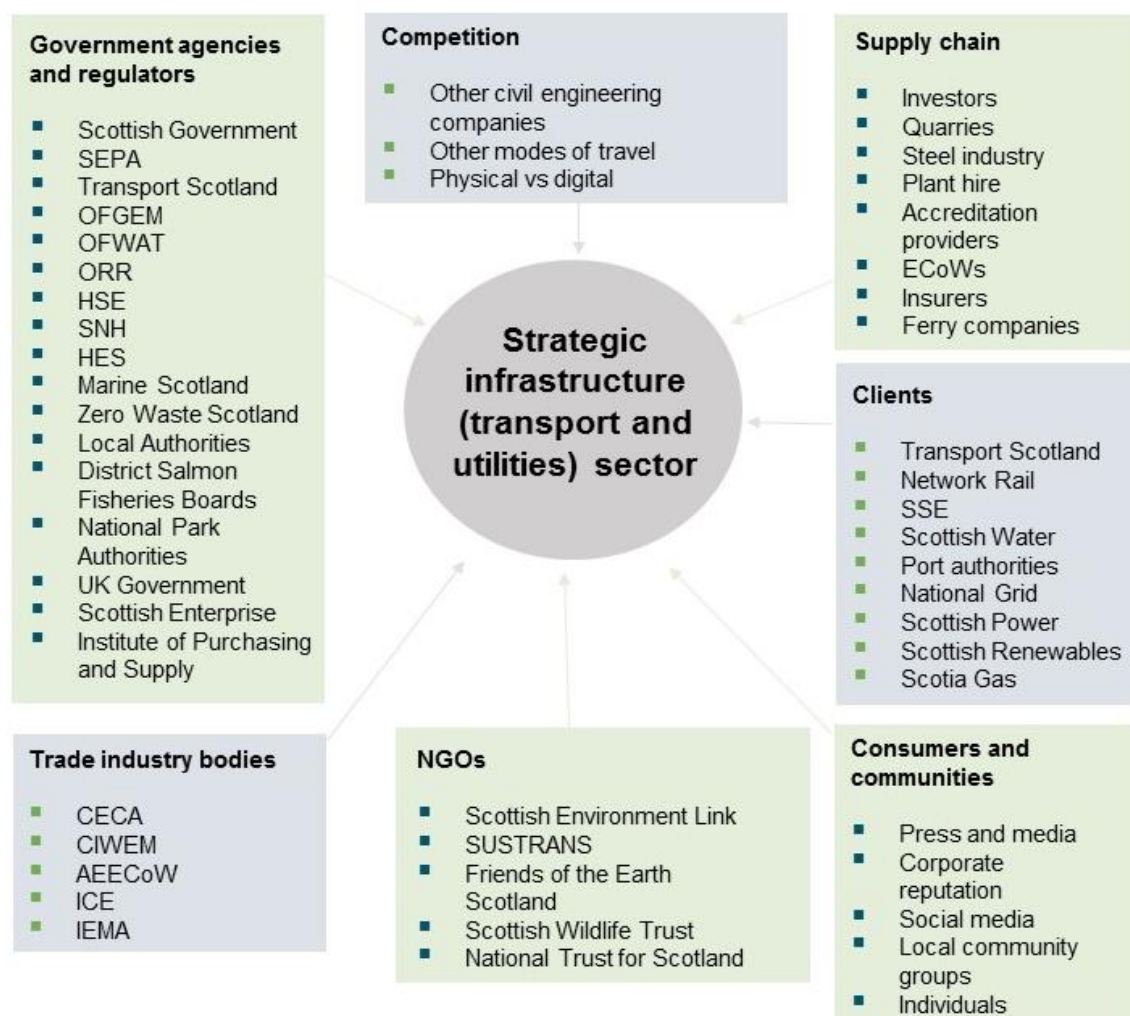 Government agencies
and regulators
Scottish Government
SEPA
Transport Scotland
OFGEM
OFWAT
ORR
HSE
SNH
HES
Marine Scotland
Zero Waste Scotland
Local Authorities
District Salmon
Fisheries Boards
National Park
Authorities
UK Government
Scottish Enterprise
Institute of Purchasing
and Supply
Competition
Other civil engineering
companies
Other modes of travel
Physical vs digital
Supply chain
Investors
Quarries
Steel industry
Plant hire
Accreditation
providers
ECoWs
Insurers
Ferry companies
Strategic
infrastructure
(transport and
utilities) sector
Clients
Transport Scotland
Network Rail
SSE
Scottish Water
Port authorities
National Grid
Scottish Power
Scottish Renewables
Scotia Gas
Trade industry bodies
CECA
CIWEM
AEECoW
ICE
IEMA
NGOs
Scottish Environment Link
SUSTRANS
Friends of the Earth
Scotland
Scottish Wildlife Trust
National Trust for Scotland
Consumers and
communities
Press and media
Corporate
reputation
Social media
Local community
groups
Individuals